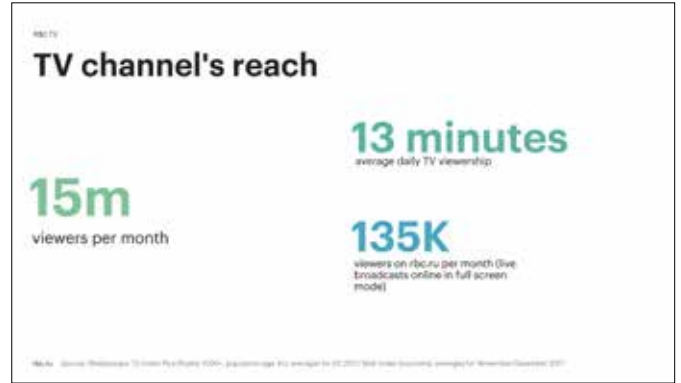 RBC TV
TV channel's reach
13 minutes
average daily TV viewership
15m
viewers per month
135K
viewers on rbc.ru per month (live
broadcasts online in full screen
mode)